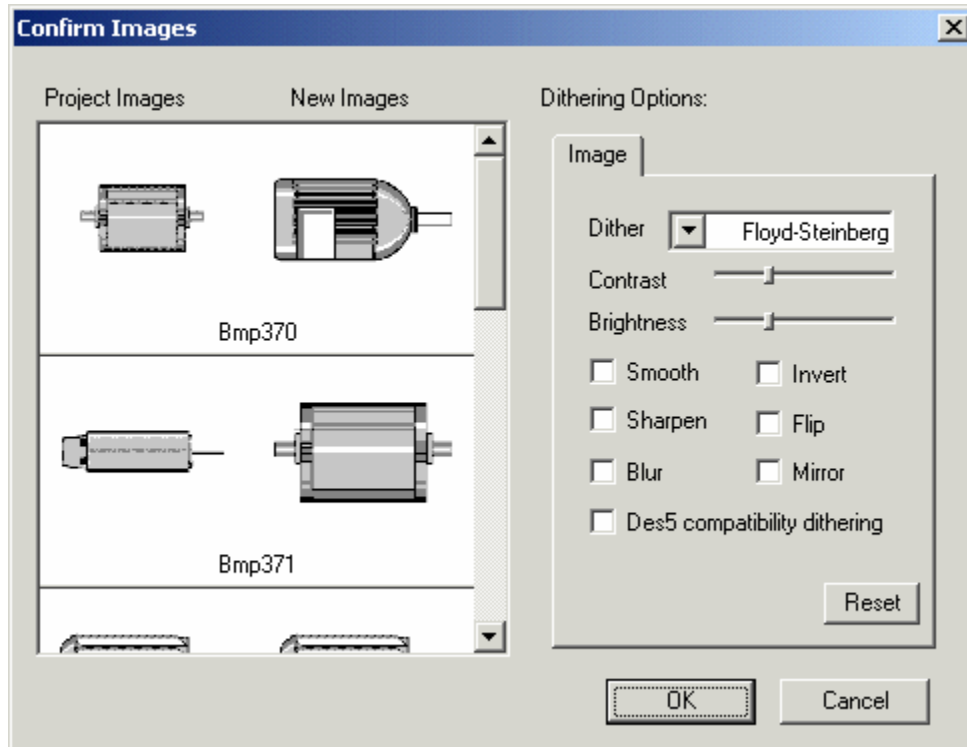 Confirm Images
Project Images New Images
Bmp370
Bmp371
Dithering Options:
Image
Dither Floyd-Steinberg
Contrast
Brightness
Smooth Invert
Sharpen Flip
Blur Mirror
Des5 compatibility dithering
Reset
OK Cancel